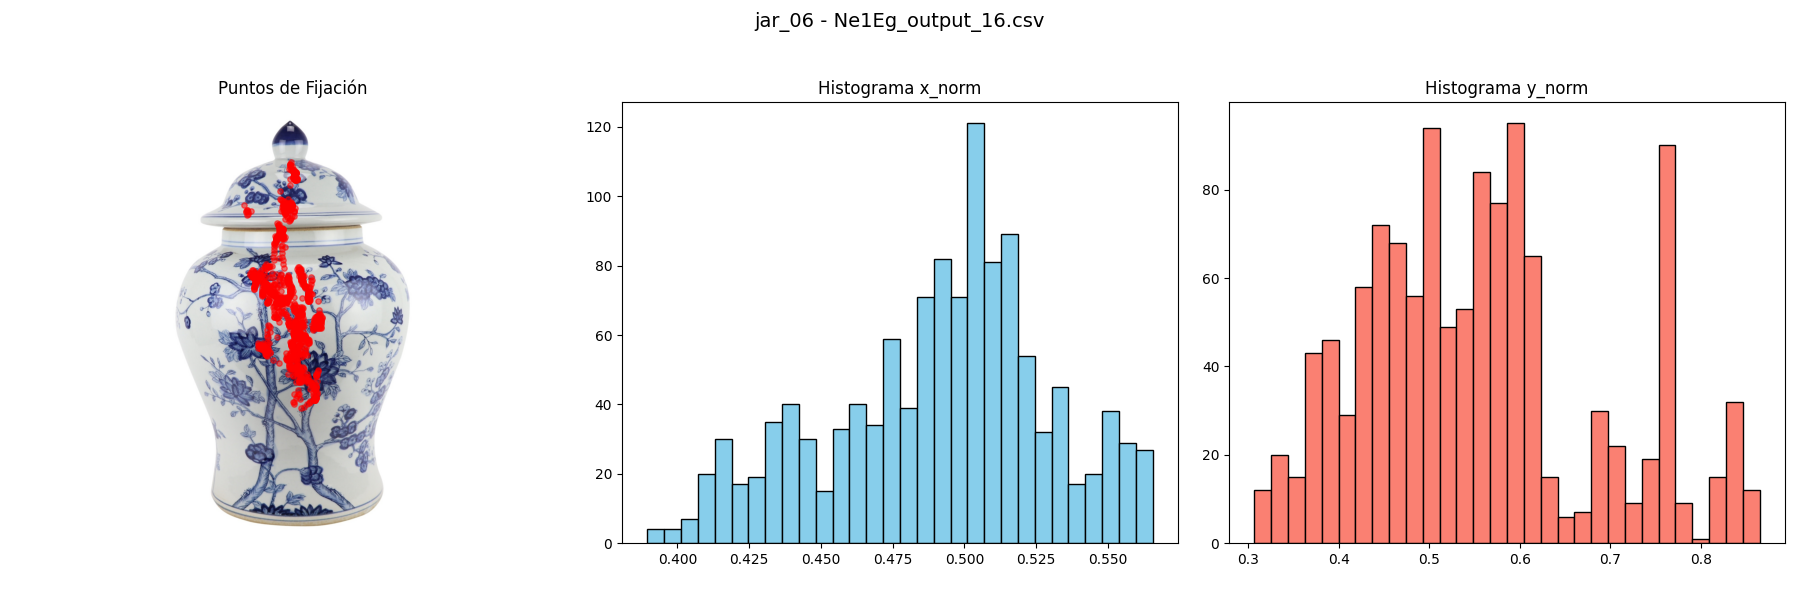 jar_06 - Ne1Eg_output_16.csv
Puntos de Fijación
Histograma x_norm
120
100
80
60
40
20
0
0.400 0.425 0.450 0.475 0.500 0.525 0.550
Histograma y_norm
80
60
40
20
0
0.3 0.4 0.5 0.6 0.7 0.8